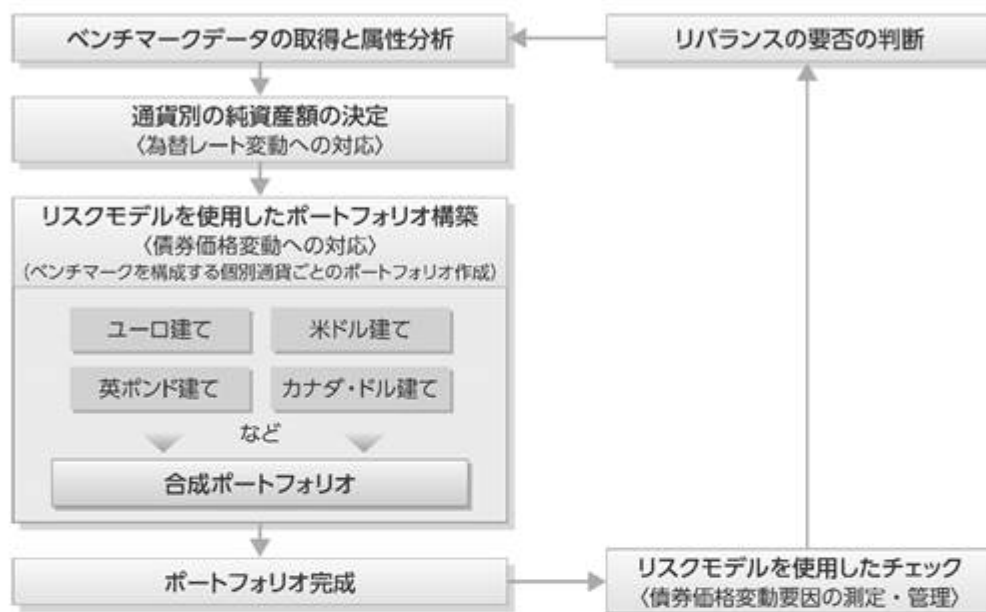 ベンチマークデータの取得と属性分析
リバランスの要否の判断
通貨別の純資産額の決定
〈為替レート変動への対応〉
リスクモデルを使用したポートフォリオ構築
〈債券価格変動への対応〉
(ベンチマークを構成する個別通貨ごとのポートフォリオ作成)
ユーロ建て
米ドル建て
英ポンド建て
カナダ・ドル建て
など
合成ポートフォリオ
ポートフォリオ完成
リスクモデルを使用したチェック
〈債券価格変動要因の測定・管理〉